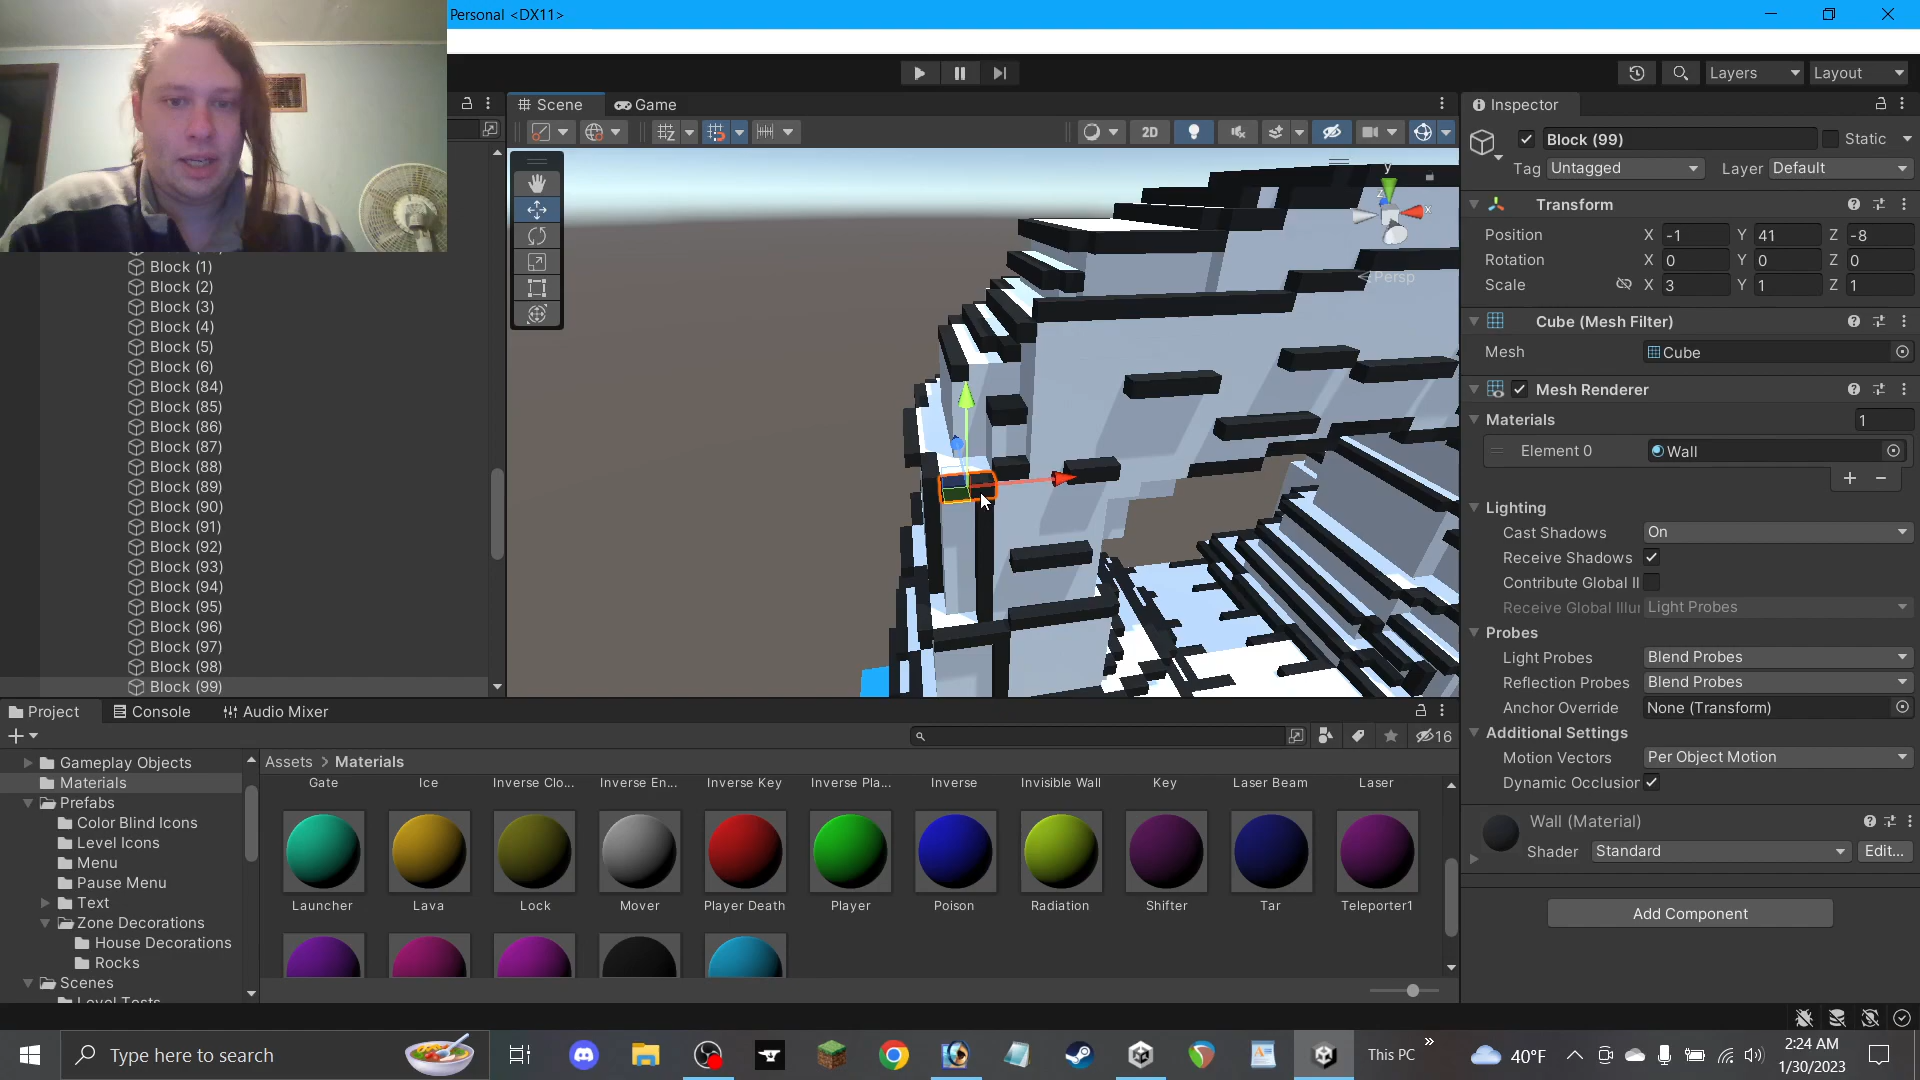 Personal <DX11>
Layers
Layout
Scene
Game
2D
y
x
z
Persp
Block (1)
Block (2)
Block (3)
Block (4)
Block (5)
Block (6)
Block (84)
Block (85)
Block (86)
Block (87)
Block (88)
Block (89)
Block (90)
Block (91)
Block (92)
Block (93)
Block (94)
Block (95)
Block (96)
Block (97)
Block (98)
Block (99)
Inspector
Block (99)
Static
Tag Untagged Layer Default
Transform
Position X -1 Y 41 Z -8
Rotation X 0 Y 0 Z 0
Scale X 3 Y 1 Z 1
Cube (Mesh Filter)
Mesh Cube
Mesh Renderer
Materials 1
Element 0 Wall
Lighting
Cast Shadows On
Receive Shadows
Contribute Global Il
Receive Global Illu Light Probes
Probes
Light Probes Blend Probes
Reflection Probes Blend Probes
Anchor Override None (Transform)
Additional Settings
Motion Vectors Per Object Motion
Dynamic Occlusion
Wall (Material)
Shader Standard Edit...
Add Component
Project
Console
Audio Mixer
16
Gameplay Objects
Materials
Prefabs
Color Blind Icons
Level Icons
Menu
Pause Menu
Text
Zone Decorations
House Decorations
Rocks
Scenes
Level Tests
Assets > Materials
Gate Ice Inverse Clo... Inverse En... Inverse Key Inverse Pla... Inverse Invisible Wall Key Laser Beam Laser
Launcher Lava Lock Mover Player Death Player Poison Radiation Shifter Tar Teleporter1
Type here to search
This PC
40°F
2:24 AM
1/30/2023